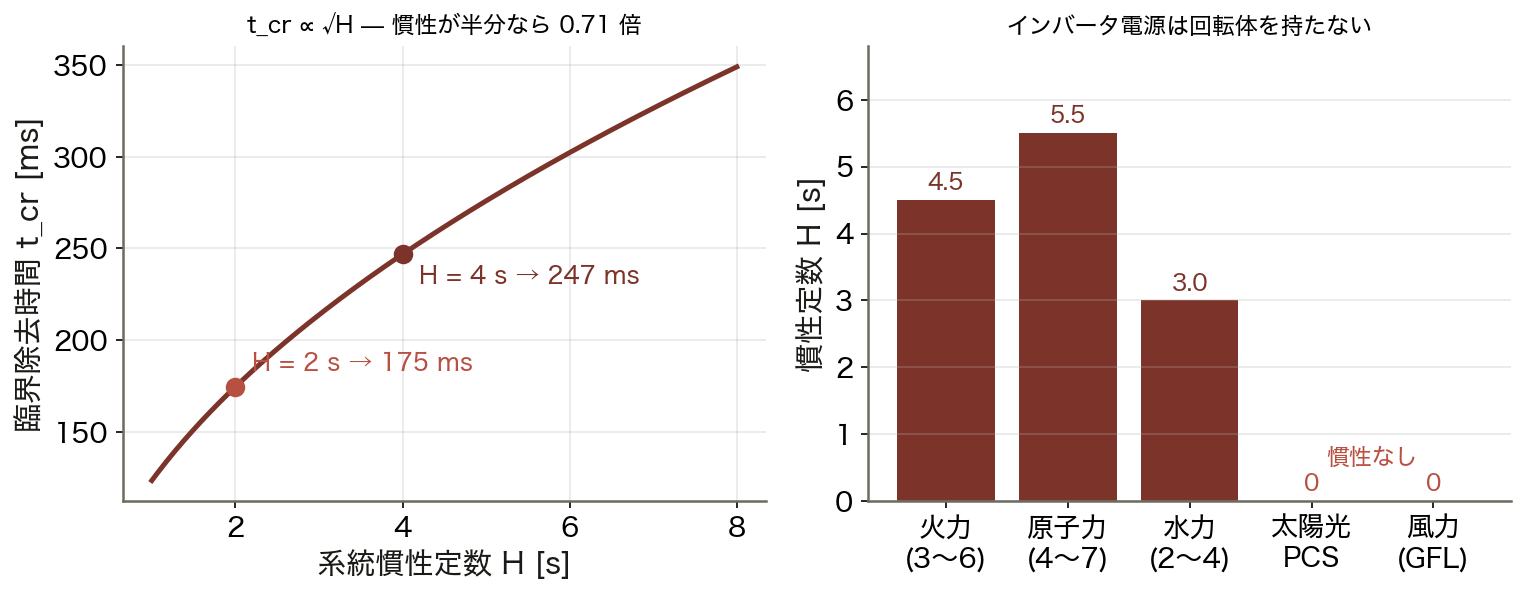 t_cr ∝ √H — 慣性が半分なら 0.71 倍
臨界除去時間 t_cr [ms]
350
300
250
200
150
H = 4 s → 247 ms
H = 2 s → 175 ms
2
4
6
8
系統慣性定数 H [s]
インバータ電源は回転体を持たない
慣性定数 H [s]
6
5
4
3
2
1
0
4.5
5.5
3.0
慣性なし
0
0
火力
(3〜6)
原子力
(4〜7)
水力
(2〜4)
太陽光
PCS
風力
(GFL)